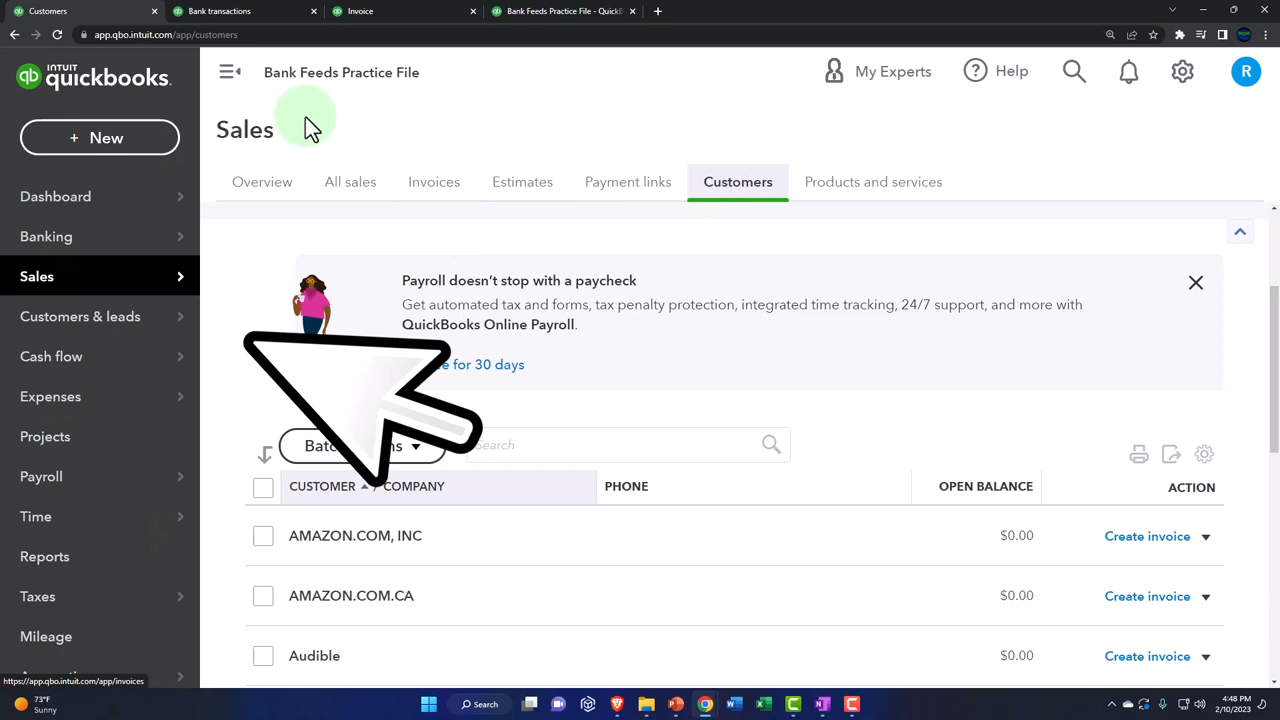 Customers
Invoices
Invoice
Bank Feeds Practice File - QuickB
app.qbo.intuit.com/app/customers
INTUIT
quickbooks.
Bank Feeds Practice File
My Experts
Help
R
+ New
Sales
Overview
All sales
Invoices
Estimates
Payment links
Customers
Products and services
Dashboard
Banking
Sales
Customers & leads
Cash flow
Expenses
Projects
Payroll
Time
Reports
Taxes
Mileage
https://app.qbo.intuit.com/app/invoices
Payroll doesn't stop with a paycheck
Get automated tax and forms, tax penalty protection, integrated time tracking, 24/7 support, and more with
QuickBooks Online Payroll.
for 30 days
Search
CUSTOMER / COMPANY
PHONE
OPEN BALANCE
ACTION
AMAZON.COM, INC
$0.00
Create invoice
AMAZON.COM.CA
$0.00
Create invoice
Audible
$0.00
Create invoice
73°F
Sunny
Search
4:48 PM
2/10/2023